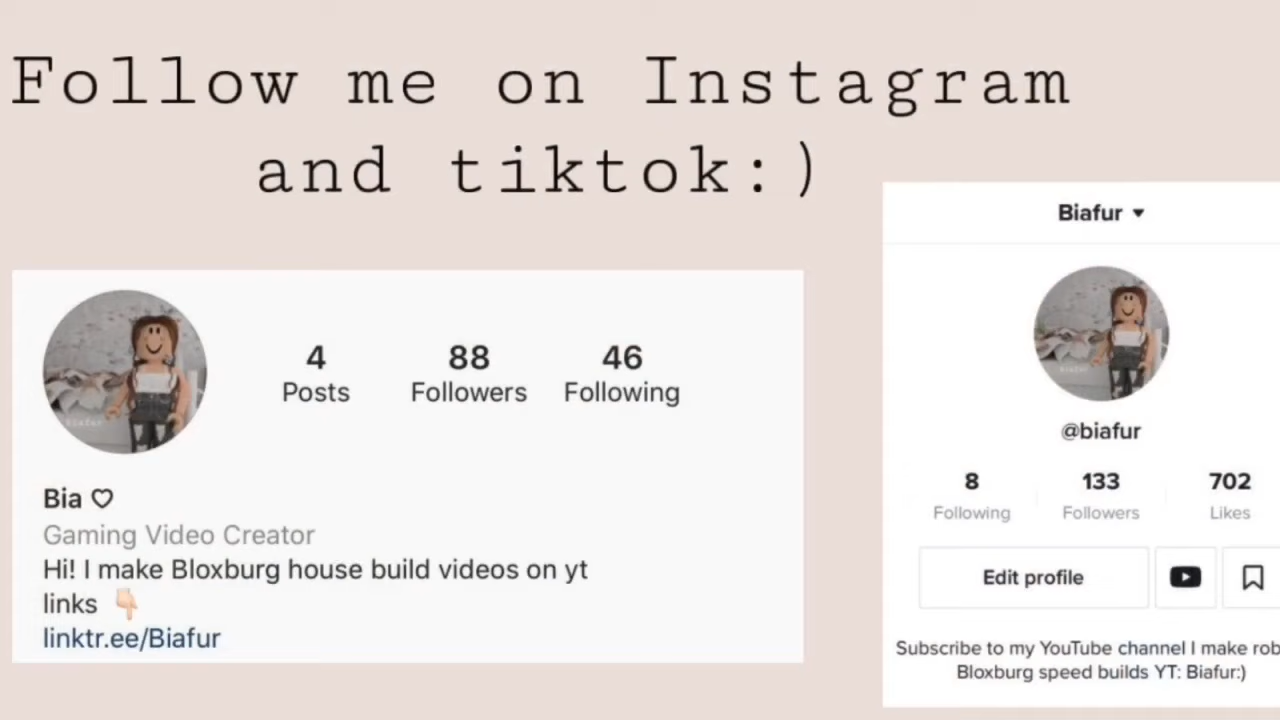 Follow me on Instagram
and tiktok:)
4
Posts
88
Followers
46
Following
Bia ♡
Gaming Video Creator
Hi! I make Bloxburg house build videos on yt
links 👇🏻
linktr.ee/Biafur
Biafur ▼
@biafur
8
Following
133
Followers
702
Likes
Edit profile
Subscribe to my YouTube channel I make rob
Bloxburg speed builds YT: Biafur:)
Biafur